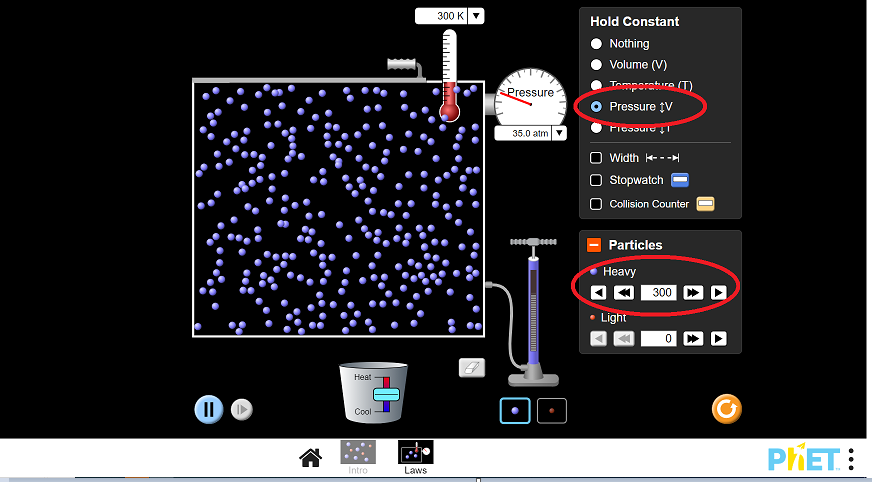 300 K
Pressure
35.0 atm
Hold Constant
Nothing
Volume (V)
Temperature (T)
Pressure ↕V
Pressure ↕T
Width
Stopwatch
Collision Counter
Particles
Heavy
300
Light
0
Heat
Cool
Intro
Laws
PhET